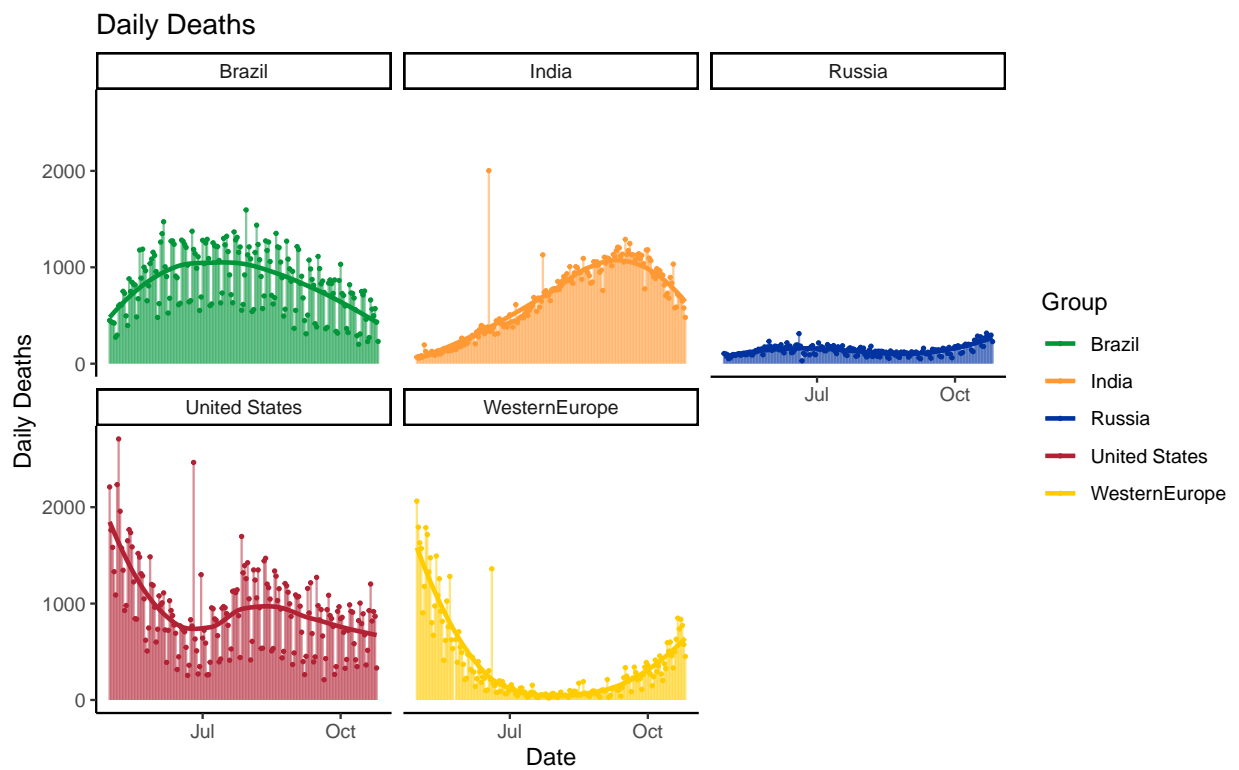 Daily Deaths
Brazil
India
Russia
2000
1000
0
Jul
Oct
United States
WesternEurope
2000
1000
0
Jul
Oct
Jul
Oct
Daily Deaths
Date
Group
Brazil
India
Russia
United States
WesternEurope